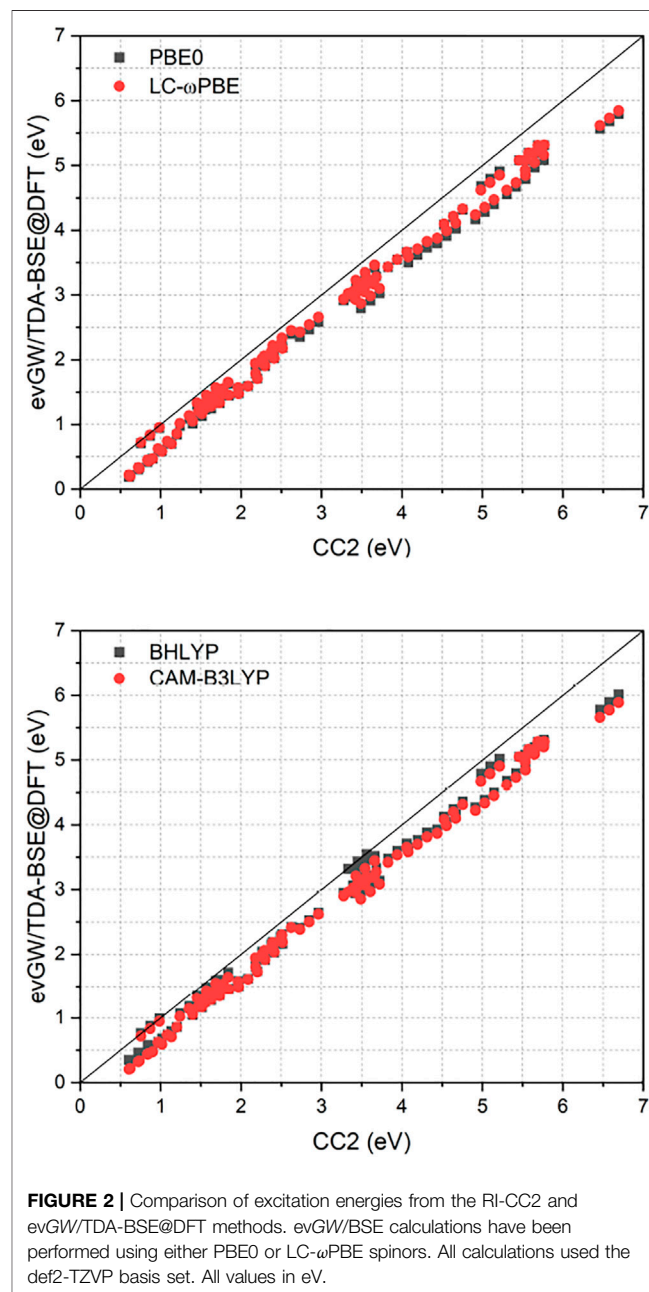 7
6
5
4
3
2
1
0
evGW/TDA-BSE@DFT (eV)
PBE0
LC-ωPBE
0 1 2 3 4 5 6 7
CC2 (eV)
7
6
5
4
3
2
1
0
evGW/TDA-BSE@DFT (eV)
BHLYP
CAM-B3LYP
0 1 2 3 4 5 6 7
CC2 (eV)
FIGURE 2 | Comparison of excitation energies from the RI-CC2 and
evGW/TDA-BSE@DFT methods. evGW/BSE calculations have been
performed using either PBE0 or LC-ωPBE spinors. All calculations used the
def2-TZVP basis set. All values in eV.